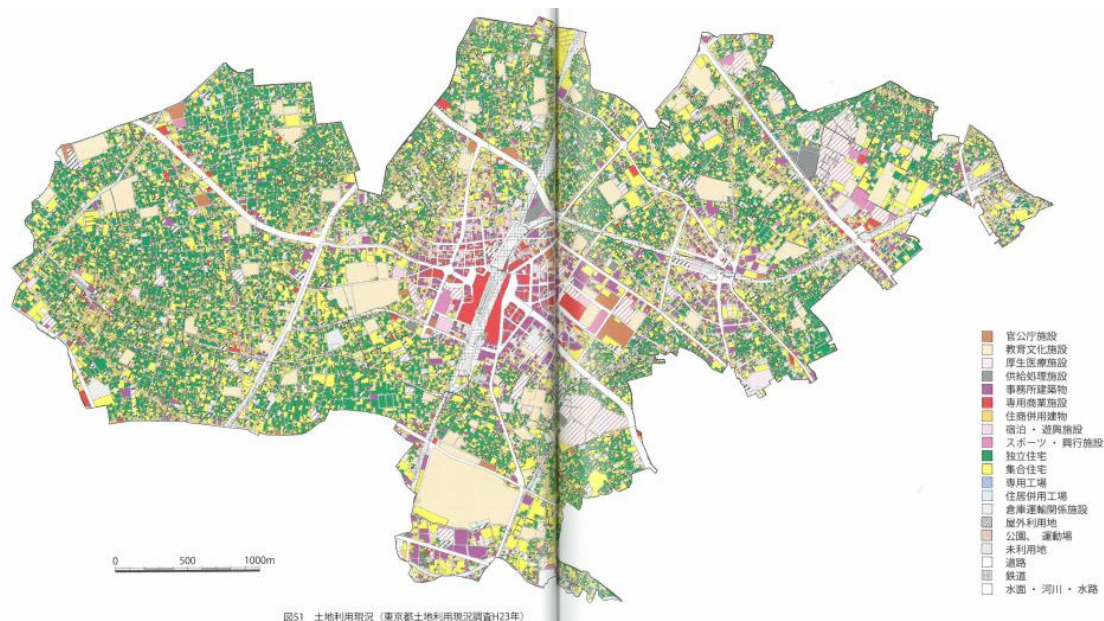 官公庁施設
教育文化施設
厚生医療施設
供給処理施設
事務所建築物
専用商業施設
住商併用建物
宿泊・遊興施設
スポーツ・興行施設
独立住宅
集合住宅
専用工場
住居併用工場
倉庫運輸関係施設
屋外利用地
公園、運動場
未利用地
道路
鉄道
水面・河川・水路
0 500 1000m
図51 土地利用現況（東京都土地利用現況調査H23年）